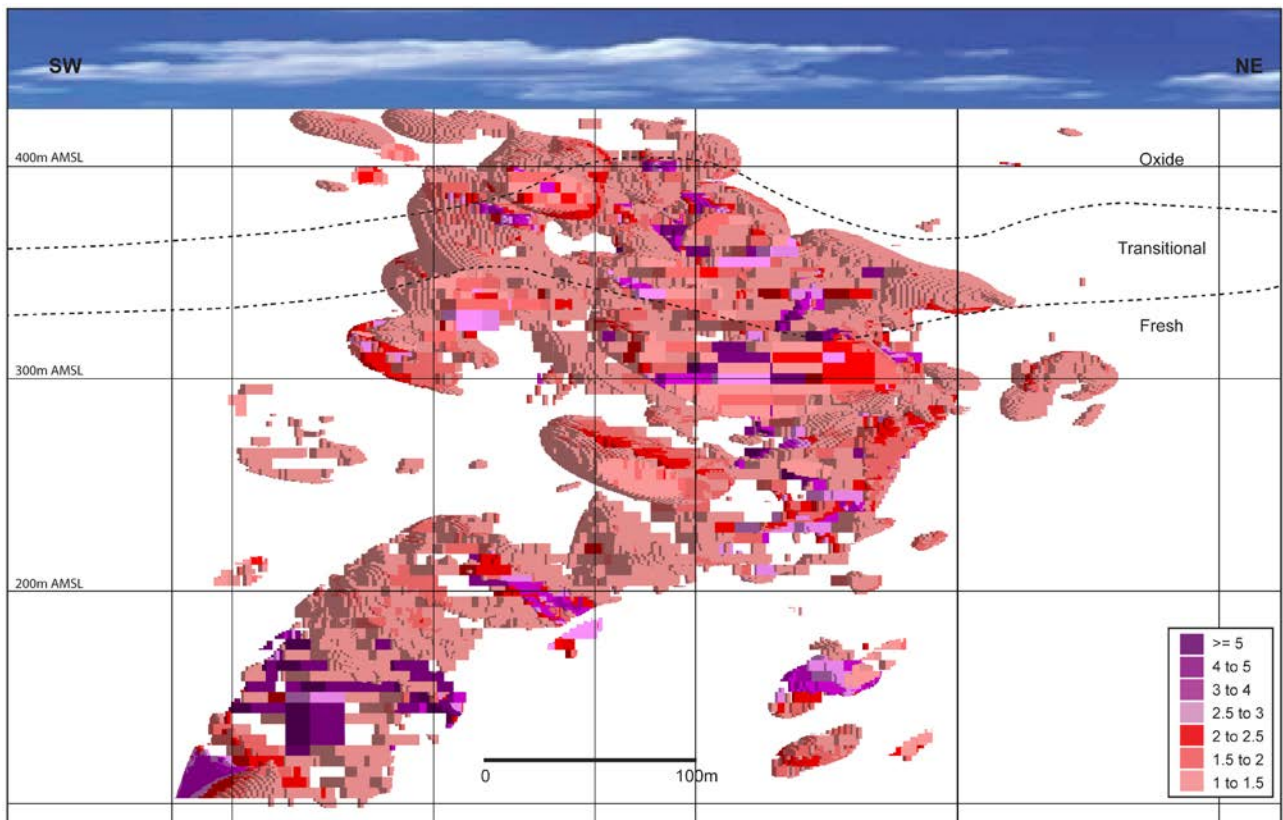 SW
NE
400m AMSL
Oxide
Transitional
Fresh
300m AMSL
200m AMSL
>= 5
4 to 5
3 to 4
2.5 to 3
2 to 2.5
1.5 to 2
1 to 1.5
0
100m